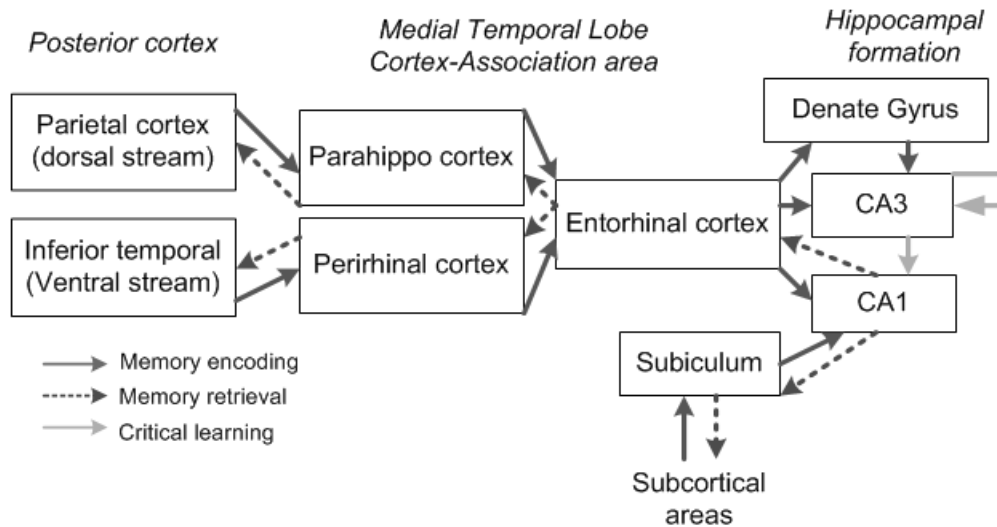 Posterior cortex
Medial Temporal Lobe
Cortex-Association area
Hippocampal
formation
Parietal cortex
(dorsal stream)
Parahippo cortex
Denate Gyrus
CA3
Inferior temporal
(Ventral stream)
Perirhinal cortex
Entorhinal cortex
CA1
Memory encoding
Memory retrieval
Critical learning
Subiculum
Subcortical
areas